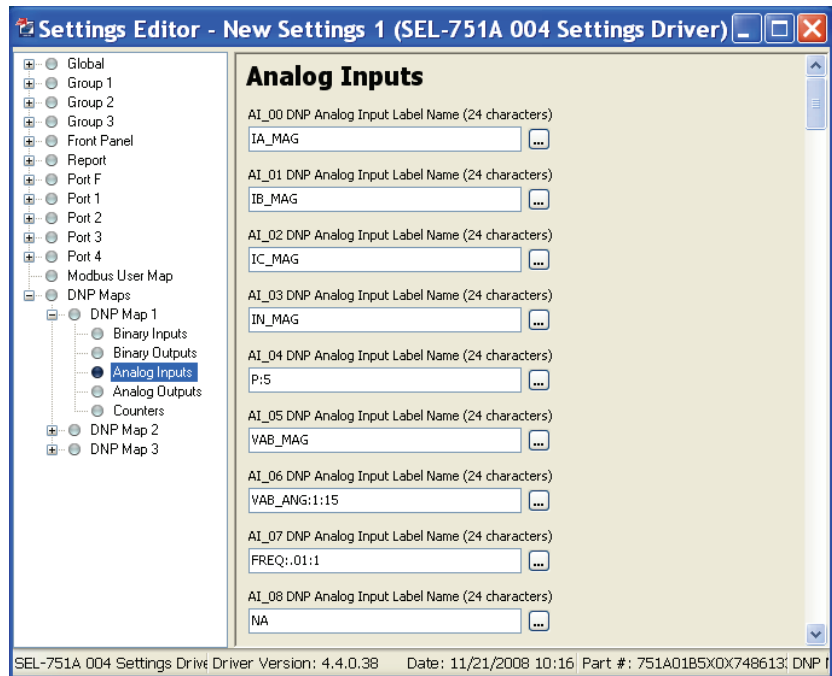 Settings Editor - New Settings 1 (SEL-751A 004 Settings Driver)
Global
Group 1
Group 2
Group 3
Front Panel
Report
Port F
Port 1
Port 2
Port 3
Port 4
Modbus User Map
DNP Maps
DNP Map 1
Binary Inputs
Binary Outputs
Analog Inputs
Analog Outputs
Counters
DNP Map 2
DNP Map 3
Analog Inputs
AI_00 DNP Analog Input Label Name (24 characters)
IA_MAG
...
AI_01 DNP Analog Input Label Name (24 characters)
IB_MAG
...
AI_02 DNP Analog Input Label Name (24 characters)
IC_MAG
...
AI_03 DNP Analog Input Label Name (24 characters)
IN_MAG
...
AI_04 DNP Analog Input Label Name (24 characters)
P:5
...
AI_05 DNP Analog Input Label Name (24 characters)
VAB_MAG
...
AI_06 DNP Analog Input Label Name (24 characters)
VAB_ANG:1:15
...
AI_07 DNP Analog Input Label Name (24 characters)
FREQ:.01:1
...
AI_08 DNP Analog Input Label Name (24 characters)
NA
...
SEL-751A 004 Settings Drive Driver Version: 4.4.0.38 Date: 11/21/2008 10:16 Part #: 751A01B5X0X748613 DNP